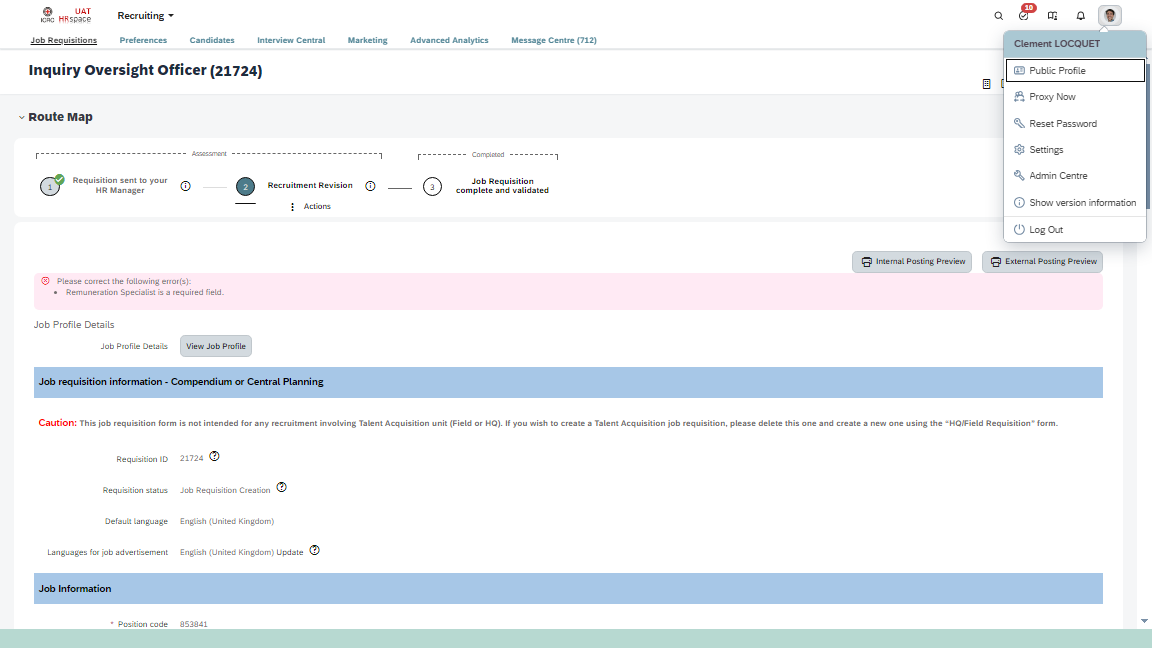 ICRC
UAT
HRspace
Recruiting
10
Job Requisitions
Preferences
Candidates
Interview Central
Marketing
Advanced Analytics
Message Centre (712)
Clement LOCQUET
Public Profile
Proxy Now
Reset Password
Settings
Admin Centre
Show version information
Log Out
Inquiry Oversight Officer (21724)
Route Map
Assessment
Completed
1
Requisition sent to your
HR Manager
2
Recruitment Revision
3
Job Requisition
complete and validated
Actions
Internal Posting Preview
External Posting Preview
Please correct the following error(s):
• Remuneration Specialist is a required field.
Job Profile Details
Job Profile Details
View Job Profile
Job requisition information - Compendium or Central Planning
Caution: This job requisition form is not intended for any recruitment involving Talent Acquisition unit (Field or HQ). If you wish to create a Talent Acquisition job requisition, please delete this one and create a new one using the “HQ/Field Requisition” form.
Requisition ID 21724
Requisition status Job Requisition Creation
Default language English (United Kingdom)
Languages for job advertisement English (United Kingdom) Update
Job Information
* Position code 853841